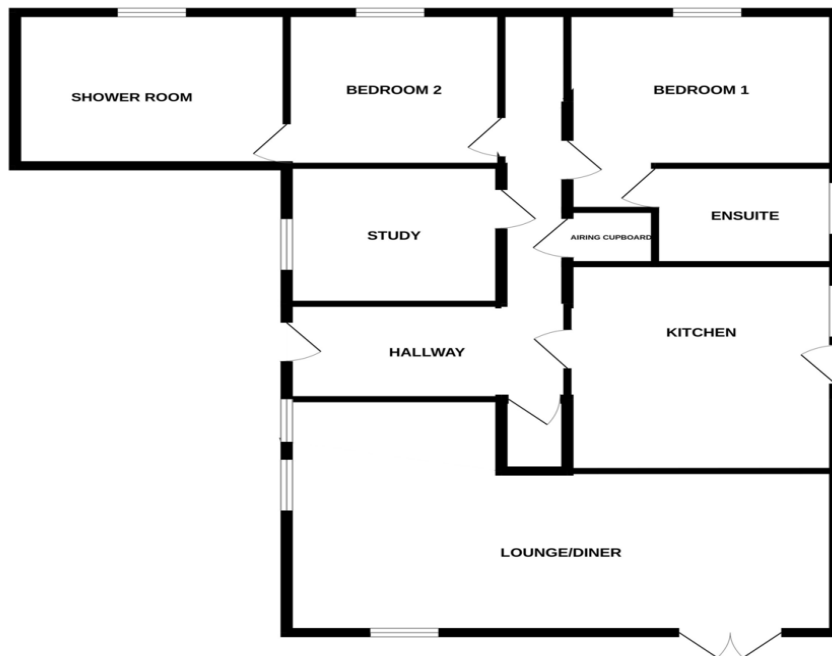 SHOWER ROOM
BEDROOM 2
BEDROOM 1
STUDY
ENSUITE
AIRING CUPBOARD
HALLWAY
KITCHEN
LOUNGE/DINER